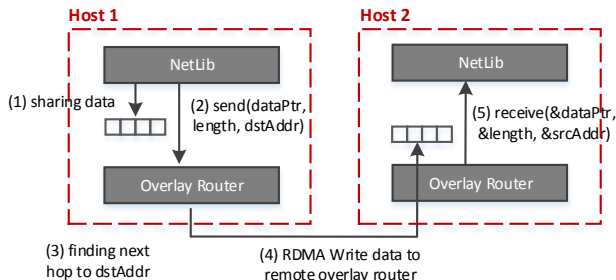 Host 1
Host 2
NetLib
NetLib
(1) sharing data
(2) send(dataPtr,
length, dstAddr)
(5) receive(&dataPtr,
&length, &srcAddr)
Overlay Router
Overlay Router
(3) finding next
hop to dstAddr
(4) RDMA Write data to
remote overlay router